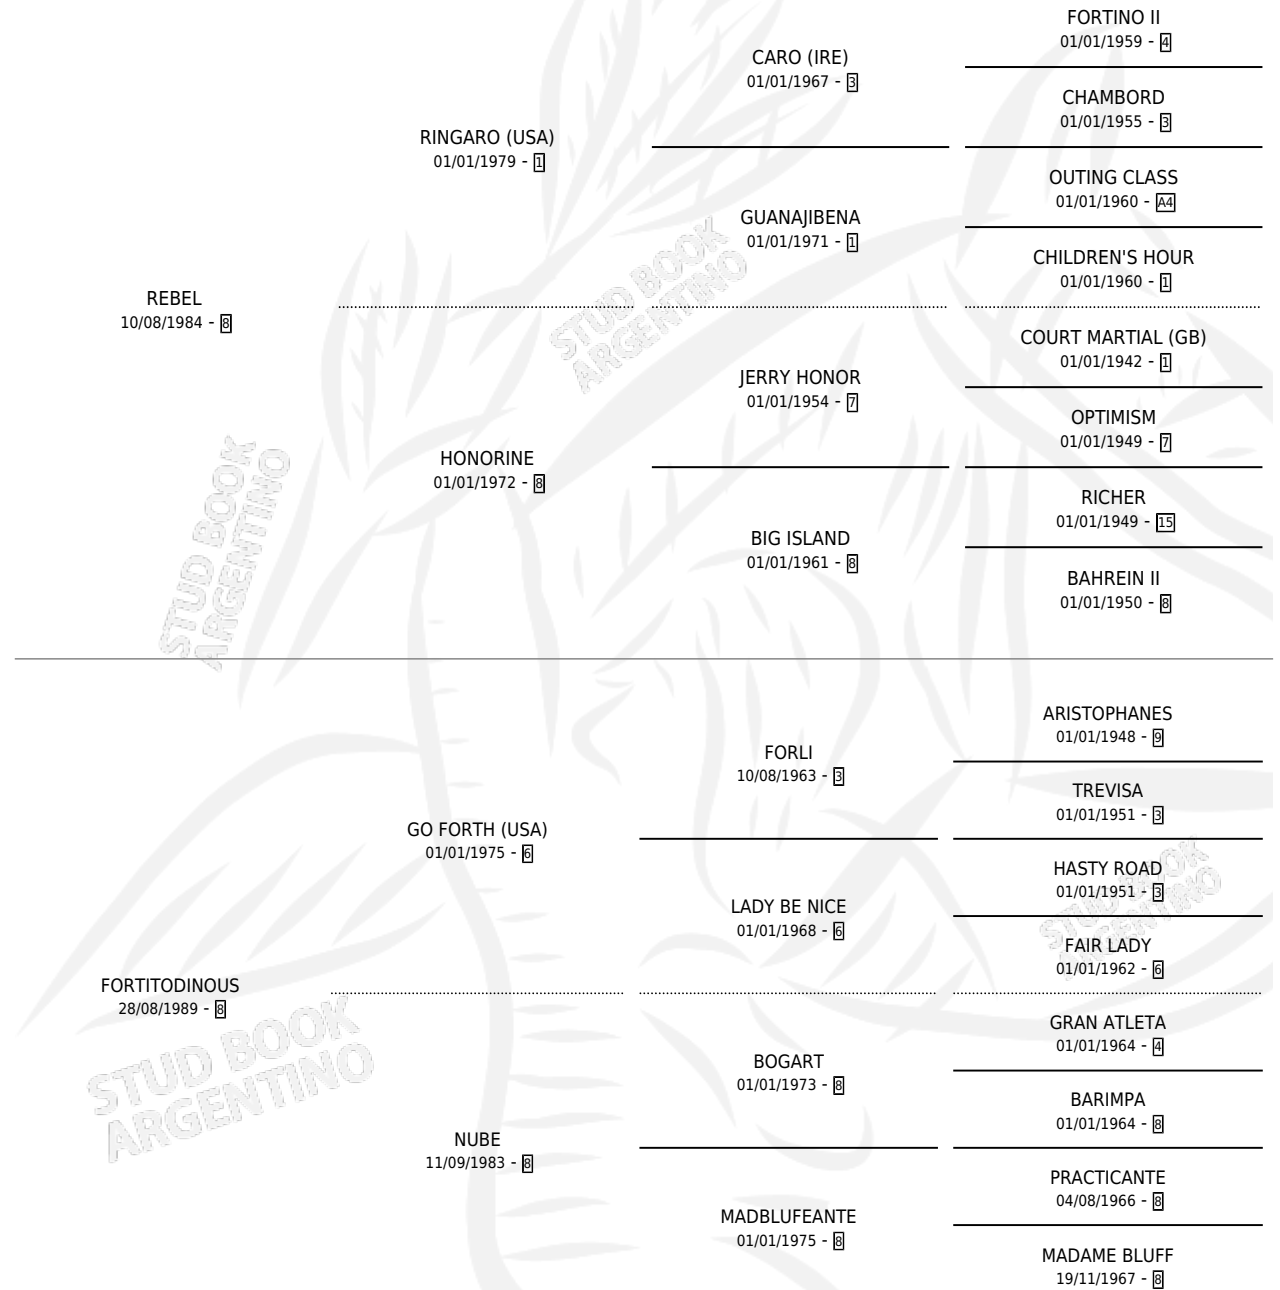 FORTINO II
01/01/1959 - 4
CARO (IRE)
01/01/1967 - 3
CHAMBORD
01/01/1955 - 3
RINGARO (USA)
01/01/1979 - 1
OUTING CLASS
01/01/1960 - A4
GUANAJIBENA
01/01/1971 - 1
CHILDREN'S HOUR
01/01/1960 - 1
REBEL
10/08/1984 - 8
COURT MARTIAL (GB)
01/01/1942 - 1
JERRY HONOR
01/01/1954 - 7
OPTIMISM
01/01/1949 - 7
HONORINE
01/01/1972 - 8
RICHER
01/01/1949 - 15
BIG ISLAND
01/01/1961 - 8
BAHREIN II
01/01/1950 - 8
STUD BOOK
ARGENTINO
STUD BOOK
ARGENTINO
ARISTOPHANES
01/01/1948 - 9
FORLI
10/08/1963 - 3
TREVISA
01/01/1951 - 3
GO FORTH (USA)
01/01/1975 - 6
HASTY ROAD
01/01/1951 - 3
LADY BE NICE
01/01/1968 - 6
FAIR LADY
01/01/1962 - 6
STUD BOOK
ARGENTINO
FORTITODINOUS
28/08/1989 - 8
GRAN ATLETA
01/01/1964 - 4
BOGART
01/01/1973 - 8
BARIMPA
01/01/1964 - 8
NUBE
11/09/1983 - 8
PRACTICANTE
04/08/1966 - 8
MADBLUFEANTE
01/01/1975 - 8
MADAME BLUFF
19/11/1967 - 8
STUD BOOK
ARGENTINO